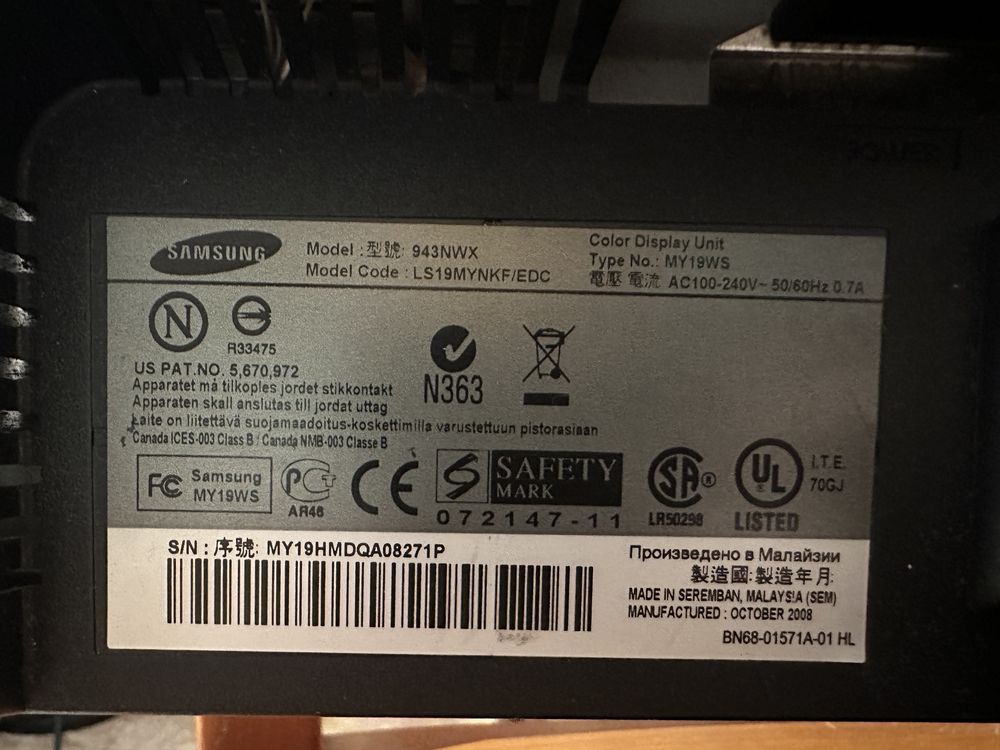 POWER
SAMSUNG
Model : 型號: 943NWX
Model Code : LS19MYNKF/EDC
Color Display Unit
Type No.: MY19WS
電壓 電流 AC100-240V~ 50/60Hz 0.7A
N
R33475
US PAT.NO. 5,670,972
Apparatet må tilkoples jordet stikkontakt
Apparaten skall anslutas till jordat uttag
Laite on liitettävä suojamaadoitus-koskettimilla varustettuun pistorasiaan
Canada ICES-003 Class B / Canada NMB-003 Classe B
N363
FC Samsung
MY19WS
РСТ
АЯ46
CE
S SAFETY
MARK
072147-11
SA ®
LR50298
UL
LISTED
I.T.E.
70GJ
S/N : 序號: MY19HMDQA08271P
Произведено в Малайзии
製造國:製造年月:
MADE IN SEREMBAN, MALAYSIA (SEM)
MANUFACTURED : OCTOBER 2008
BN68-01571A-01 HL